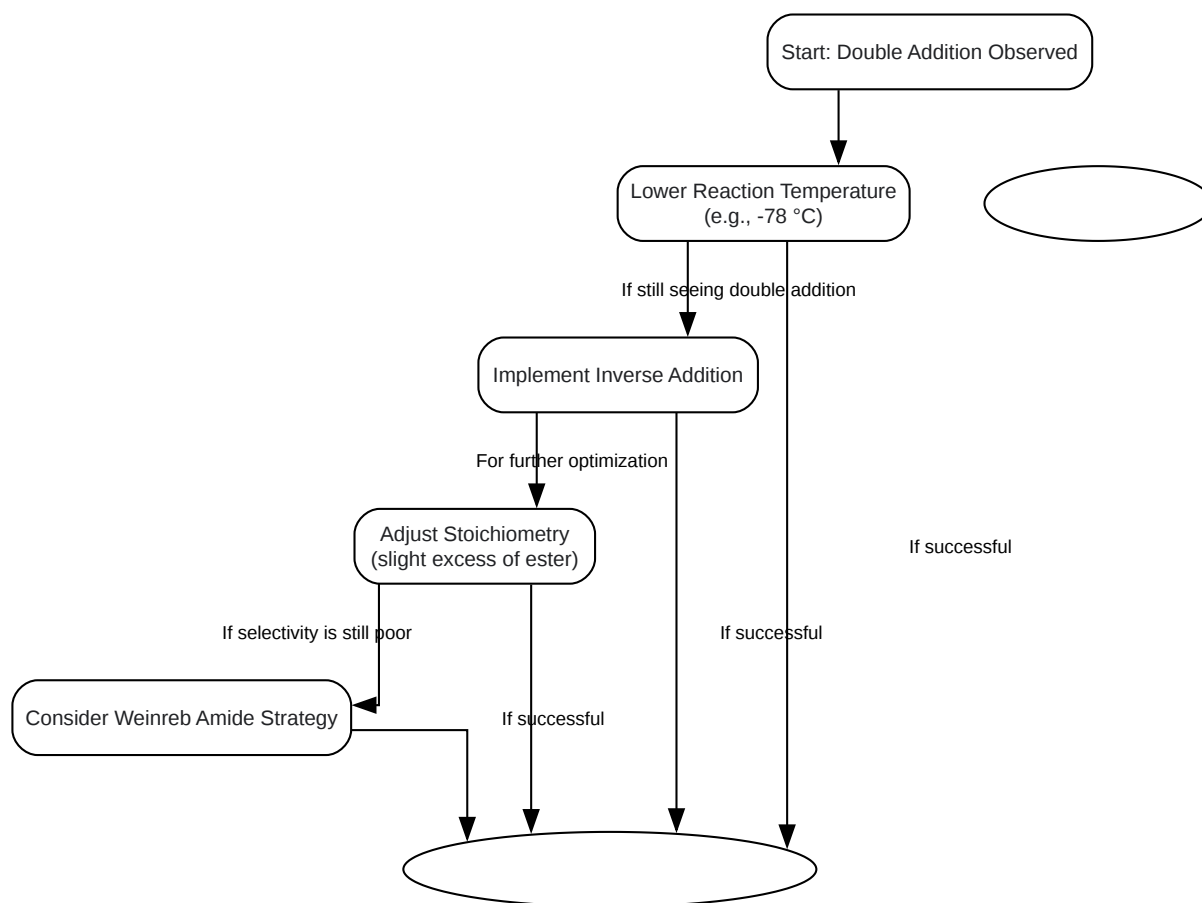 Start: Double Addition Observed
Lower Reaction Temperature
(e.g., -78 °C)
If still seeing double addition
Implement Inverse Addition
For further optimization
Adjust Stoichiometry
(slight excess of ester)
If successful
If selectivity is still poor
If successful
Consider Weinreb Amide Strategy
If successful